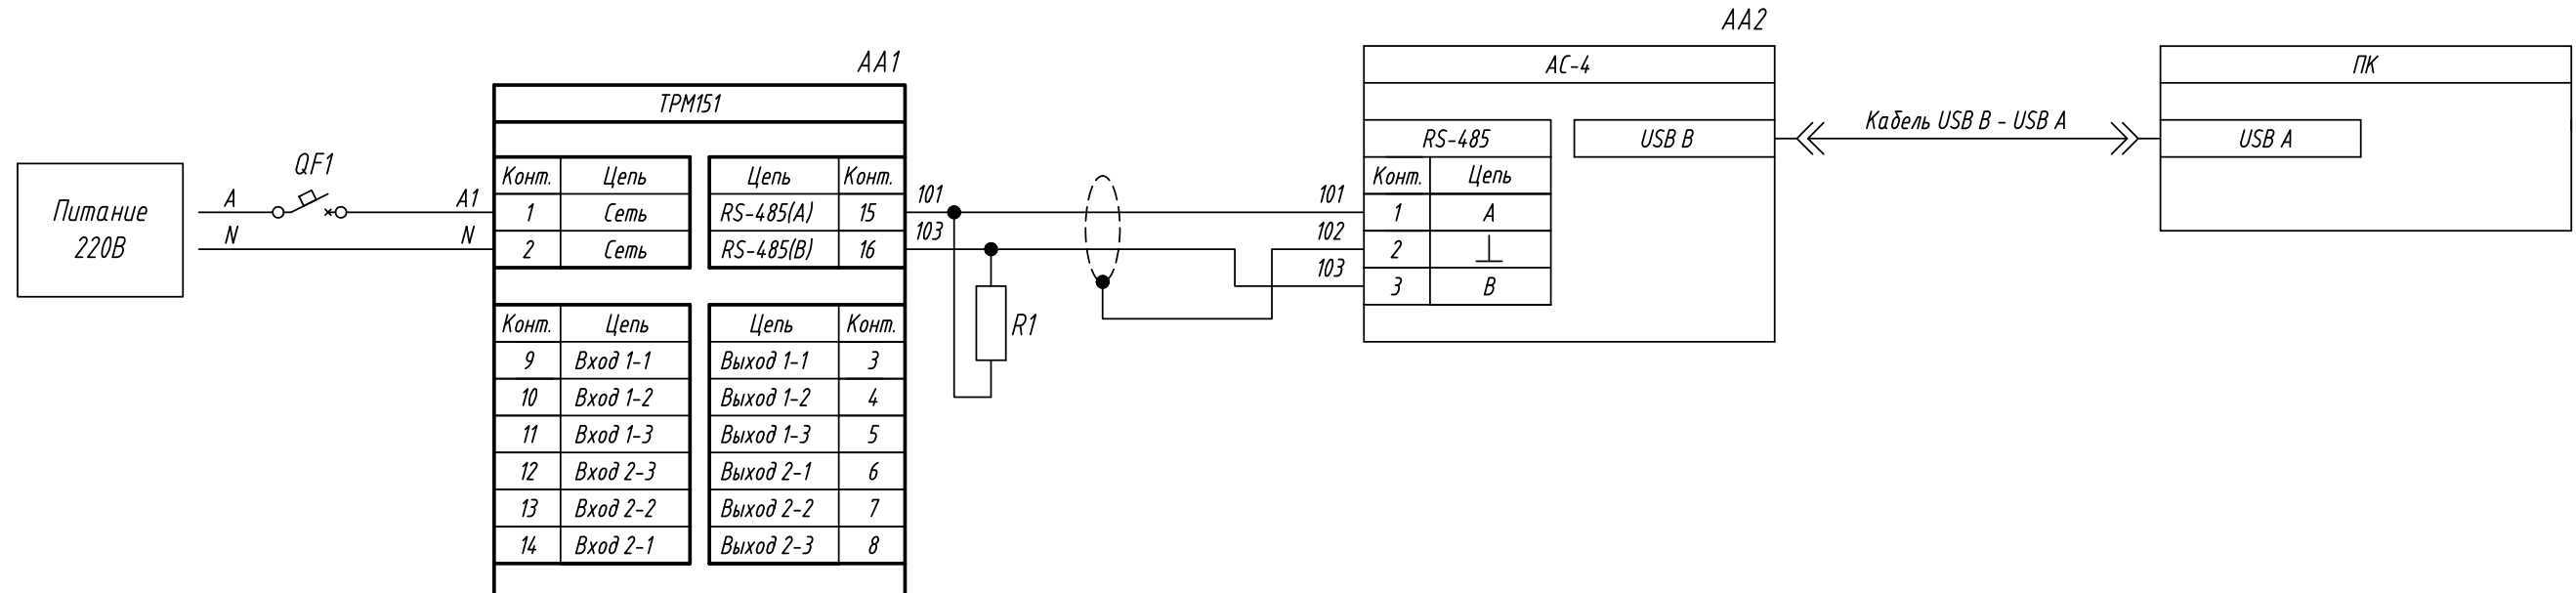 Питание
220В
A
QF1
A1
N
N
AA1
ТРМ151
Конт. Цепь Цепь Конт.
1 Сеть RS-485(A) 15
2 Сеть RS-485(B) 16
Конт. Цепь Цепь Конт.
9 Вход 1-1 Выход 1-1 3
10 Вход 1-2 Выход 1-2 4
11 Вход 1-3 Выход 1-3 5
12 Вход 2-3 Выход 2-1 6
13 Вход 2-2 Выход 2-2 7
14 Вход 2-1 Выход 2-3 8
101
103
R1
101
102
103
AA2
АС-4
RS-485
USB B
Конт. Цепь
1 A
2
3 B
Кабель USB B - USB A
ПК
USB A